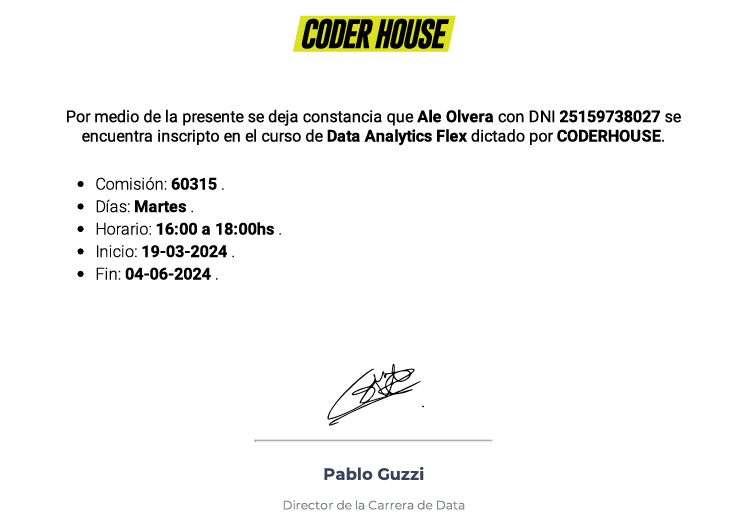 CODER HOUSE
Por medio de la presente se deja constancia que Ale Olvera con DNI 25159738027 se
encuentra inscripto en el curso de Data Analytics Flex dictado por CODERHOUSE.
• Comisión: 60315 .
• Días: Martes .
• Horario: 16:00 a 18:00hs .
• Inicio: 19-03-2024 .
• Fin: 04-06-2024 .
Pablo Guzzi
Director de la Carrera de Data